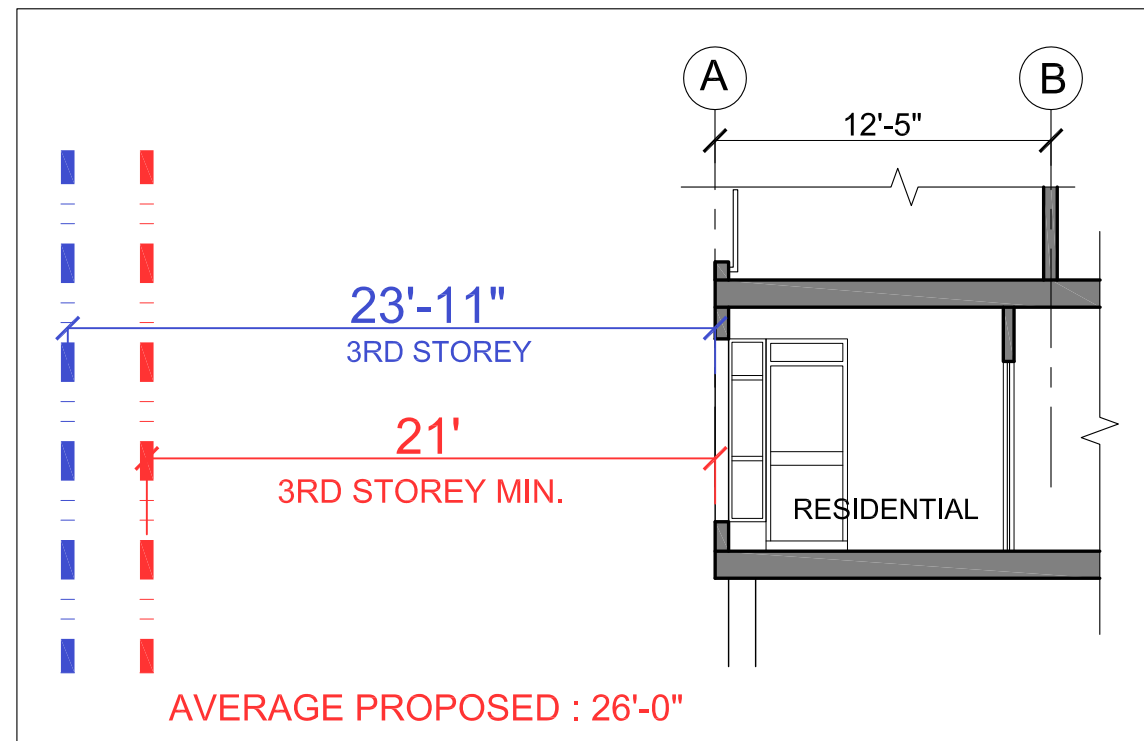 A
B
12'-5"
23'-11"
3RD STOREY
21'
3RD STOREY MIN.
RESIDENTIAL
AVERAGE PROPOSED : 26'-0"